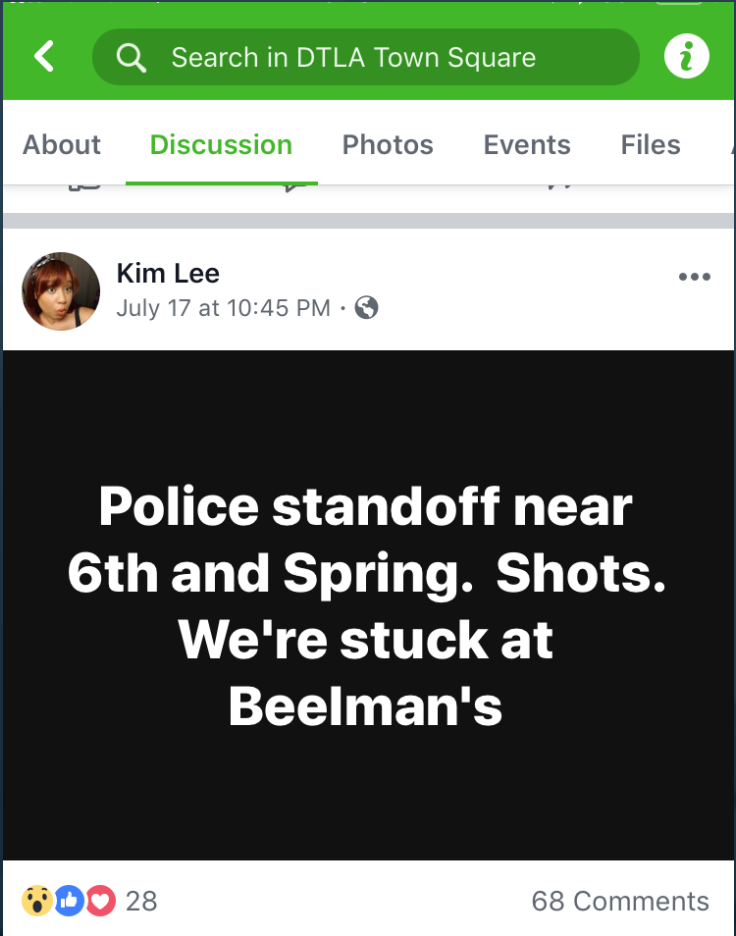 Search in DTLA Town Square
About Discussion Photos Events Files
Kim Lee
July 17 at 10:45 PM ·
Police standoff near
6th and Spring.  Shots.
We're stuck at
Beelman's
28 68 Comments